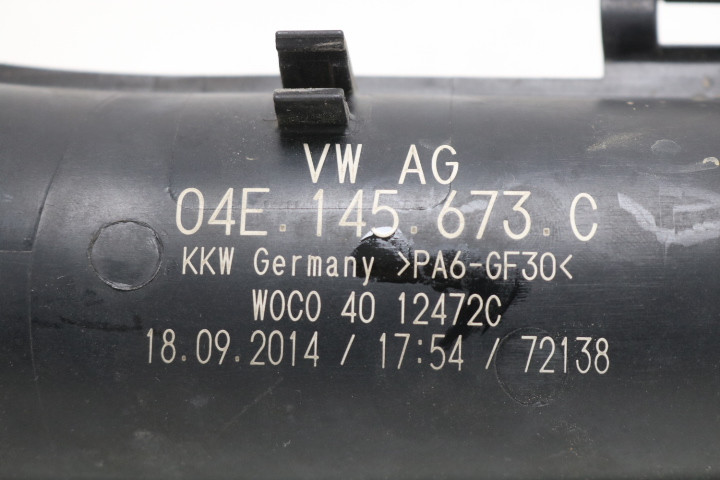 VW AG
04E.145.673.C
KKW Germany >PA6-GF30<
WOCO 40 12472C
18.09.2014 / 17:54 / 72138